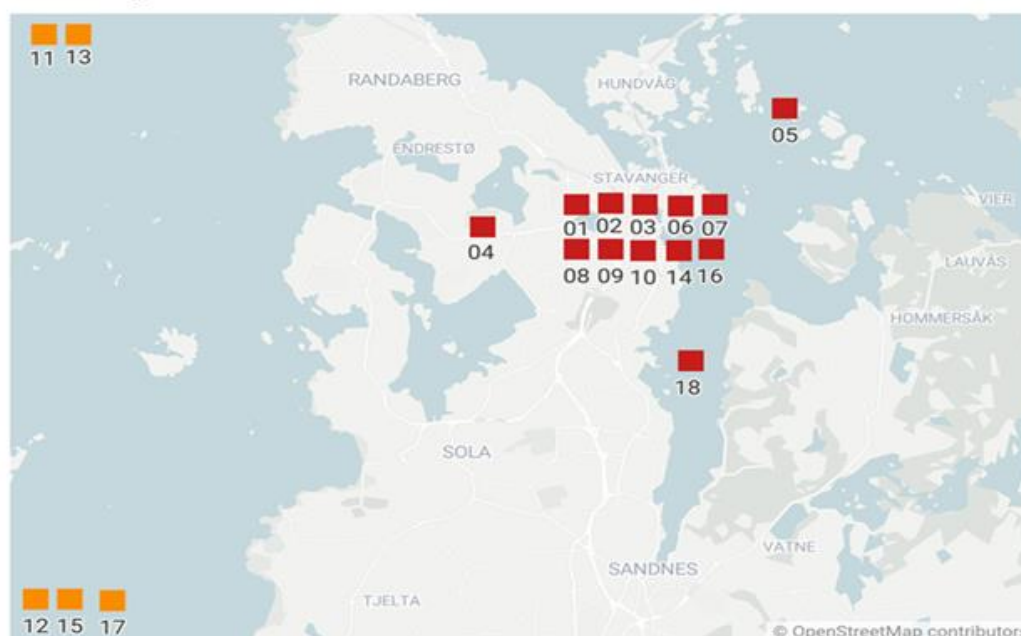 11 13
RANDABERG
HUNDVÅG
05
ENDRESTØ
STAVANGER
VIER
01 02 03 06 07
04
08 09 10 14 16
LAUVÅS
HOMMERSÅK
18
SOLA
VATNE
SANDNES
TJELTA
12 15 17
© OpenStreetMap contributors